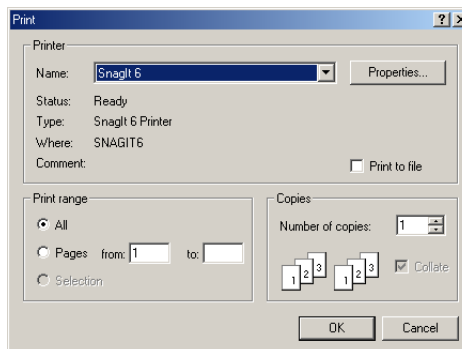 Print
Printer
Name: SnagIt 6 Properties...
Status: Ready
Type: SnagIt 6 Printer
Where: SNAGIT6
Comment: Print to file
Print range
All
Pages from: 1 to:
Selection
Copies
Number of copies: 1
1 2 3 1 2 3 Collate
OK Cancel